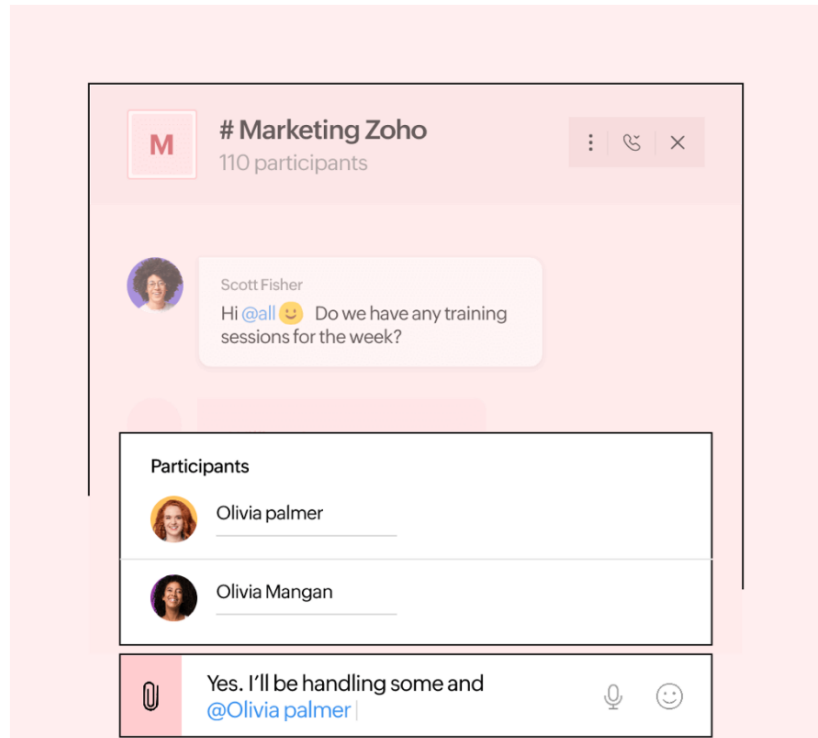 M
# Marketing Zoho
110 participants
Scott Fisher
Hi @all 🙂 Do we have any training
sessions for the week?
Participants
Olivia palmer
Olivia Mangan
Yes. I'll be handling some and
@Olivia palmer